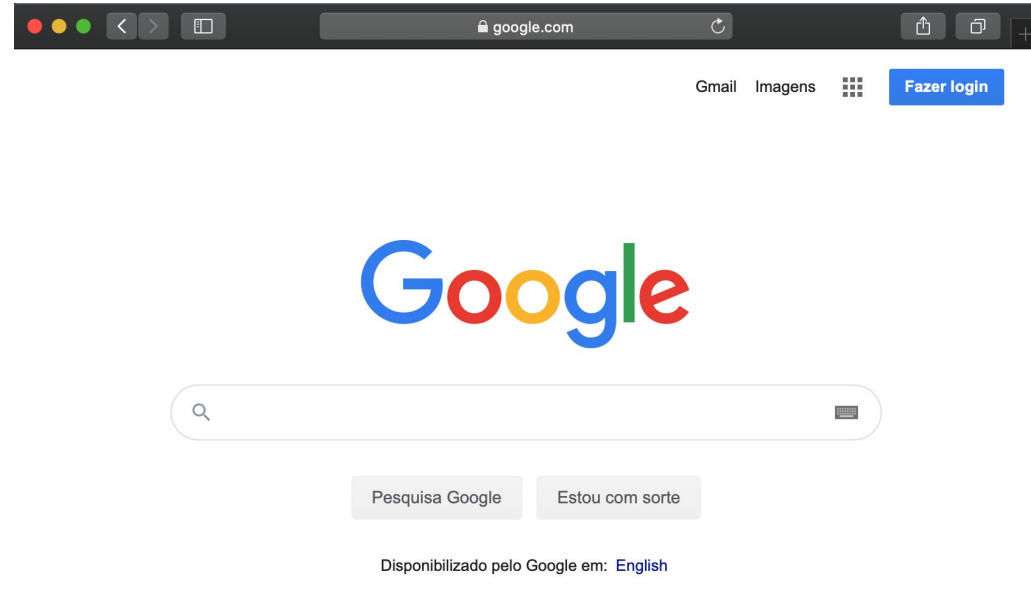 google.com
Gmail Imagens Fazer login
Google
Pesquisa Google Estou com sorte
Disponibilizado pelo Google em: English